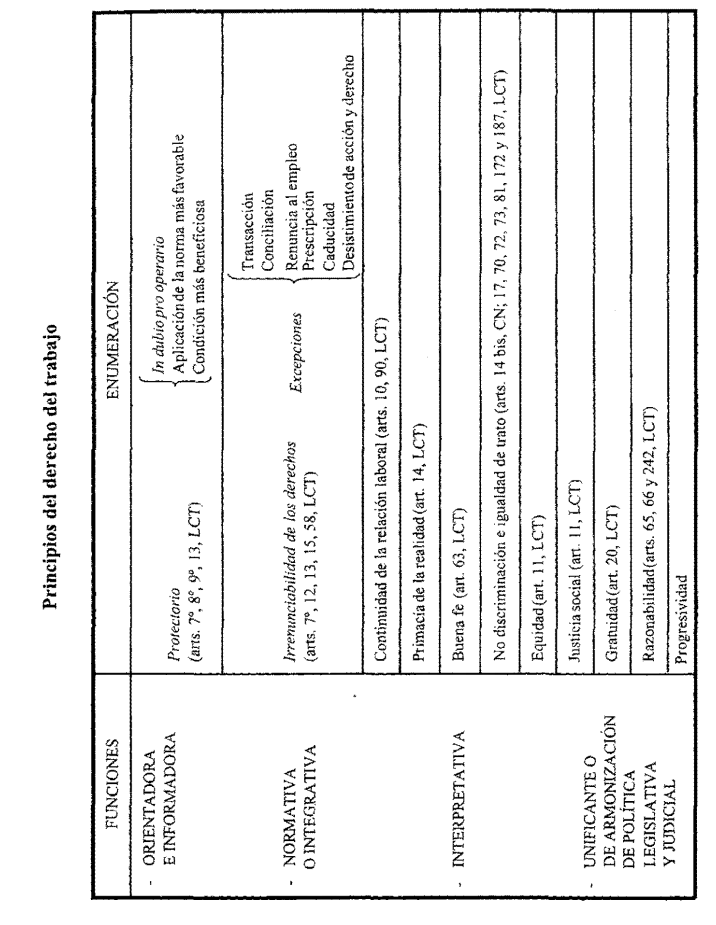 Principios del derecho del trabajo
FUNCIONES
ENUMERACIÓN
- ORIENTADORA
E INFORMADORA
- NORMATIVA
O INTEGRATIVA
- INTERPRETATIVA
- UNIFICANTE O
DE ARMONIZACIÓN
DE POLÍTICA
LEGISLATIVA
Y JUDICIAL
Protectorio
(arts. 7º, 8º, 9º, 13, LCT)
In dubio pro operario
Aplicación de la norma más favorable
Condición más beneficiosa
Irrenunciabilidad de los derechos
(arts. 7º, 12, 13, 15, 58, LCT)
Excepciones
Transacción
Conciliación
Renuncia al empleo
Prescripción
Caducidad
Desistimiento de acción y derecho
Continuidad de la relación laboral (arts. 10, 90, LCT)
Primacía de la realidad (art. 14, LCT)
Buena fe (art. 63, LCT)
No discriminación e igualdad de trato (arts. 14 bis, CN; 17, 70, 72, 73, 81, 172 y 187, LCT)
Equidad (art. 11, LCT)
Justicia social (art. 11, LCT)
Gratuidad (art. 20, LCT)
Razonabilidad (arts. 65, 66 y 242, LCT)
Progresividad